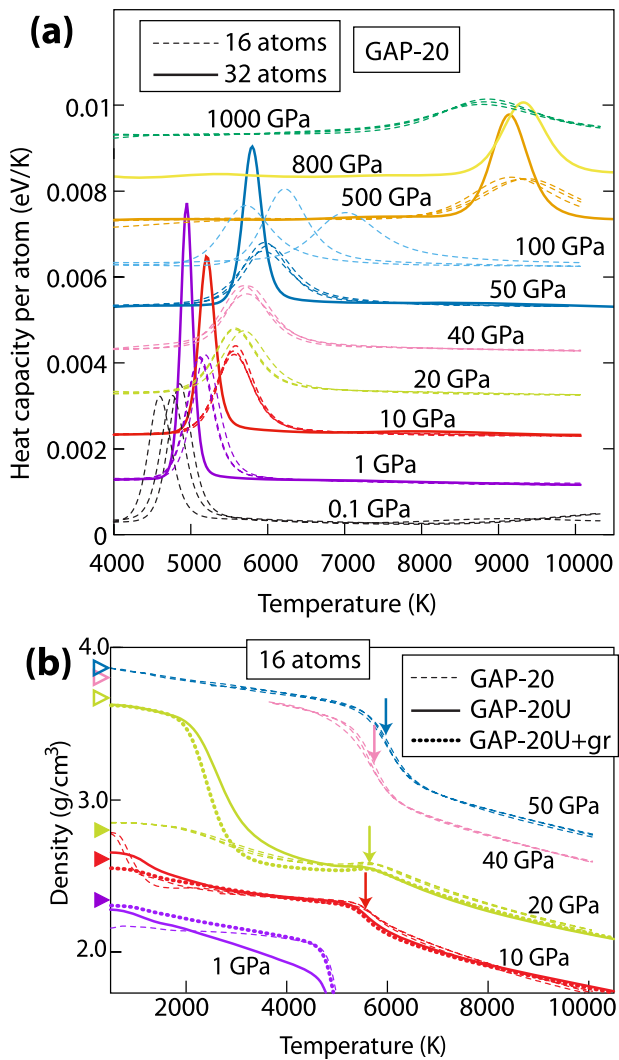 (a)
16 atoms
32 atoms
GAP-20
Heat capacity per atom (eV/K)
0.01
0.008
0.006
0.004
0.002
0
1000 GPa
800 GPa
500 GPa
100 GPa
50 GPa
40 GPa
20 GPa
10 GPa
1 GPa
0.1 GPa
4000 5000 6000 7000 8000 9000 10000
Temperature (K)
(b)
16 atoms
GAP-20
GAP-20U
GAP-20U+gr
Density (g/cm³)
4.0
3.0
2.0
50 GPa
40 GPa
20 GPa
10 GPa
1 GPa
2000 4000 6000 8000 10000
Temperature (K)